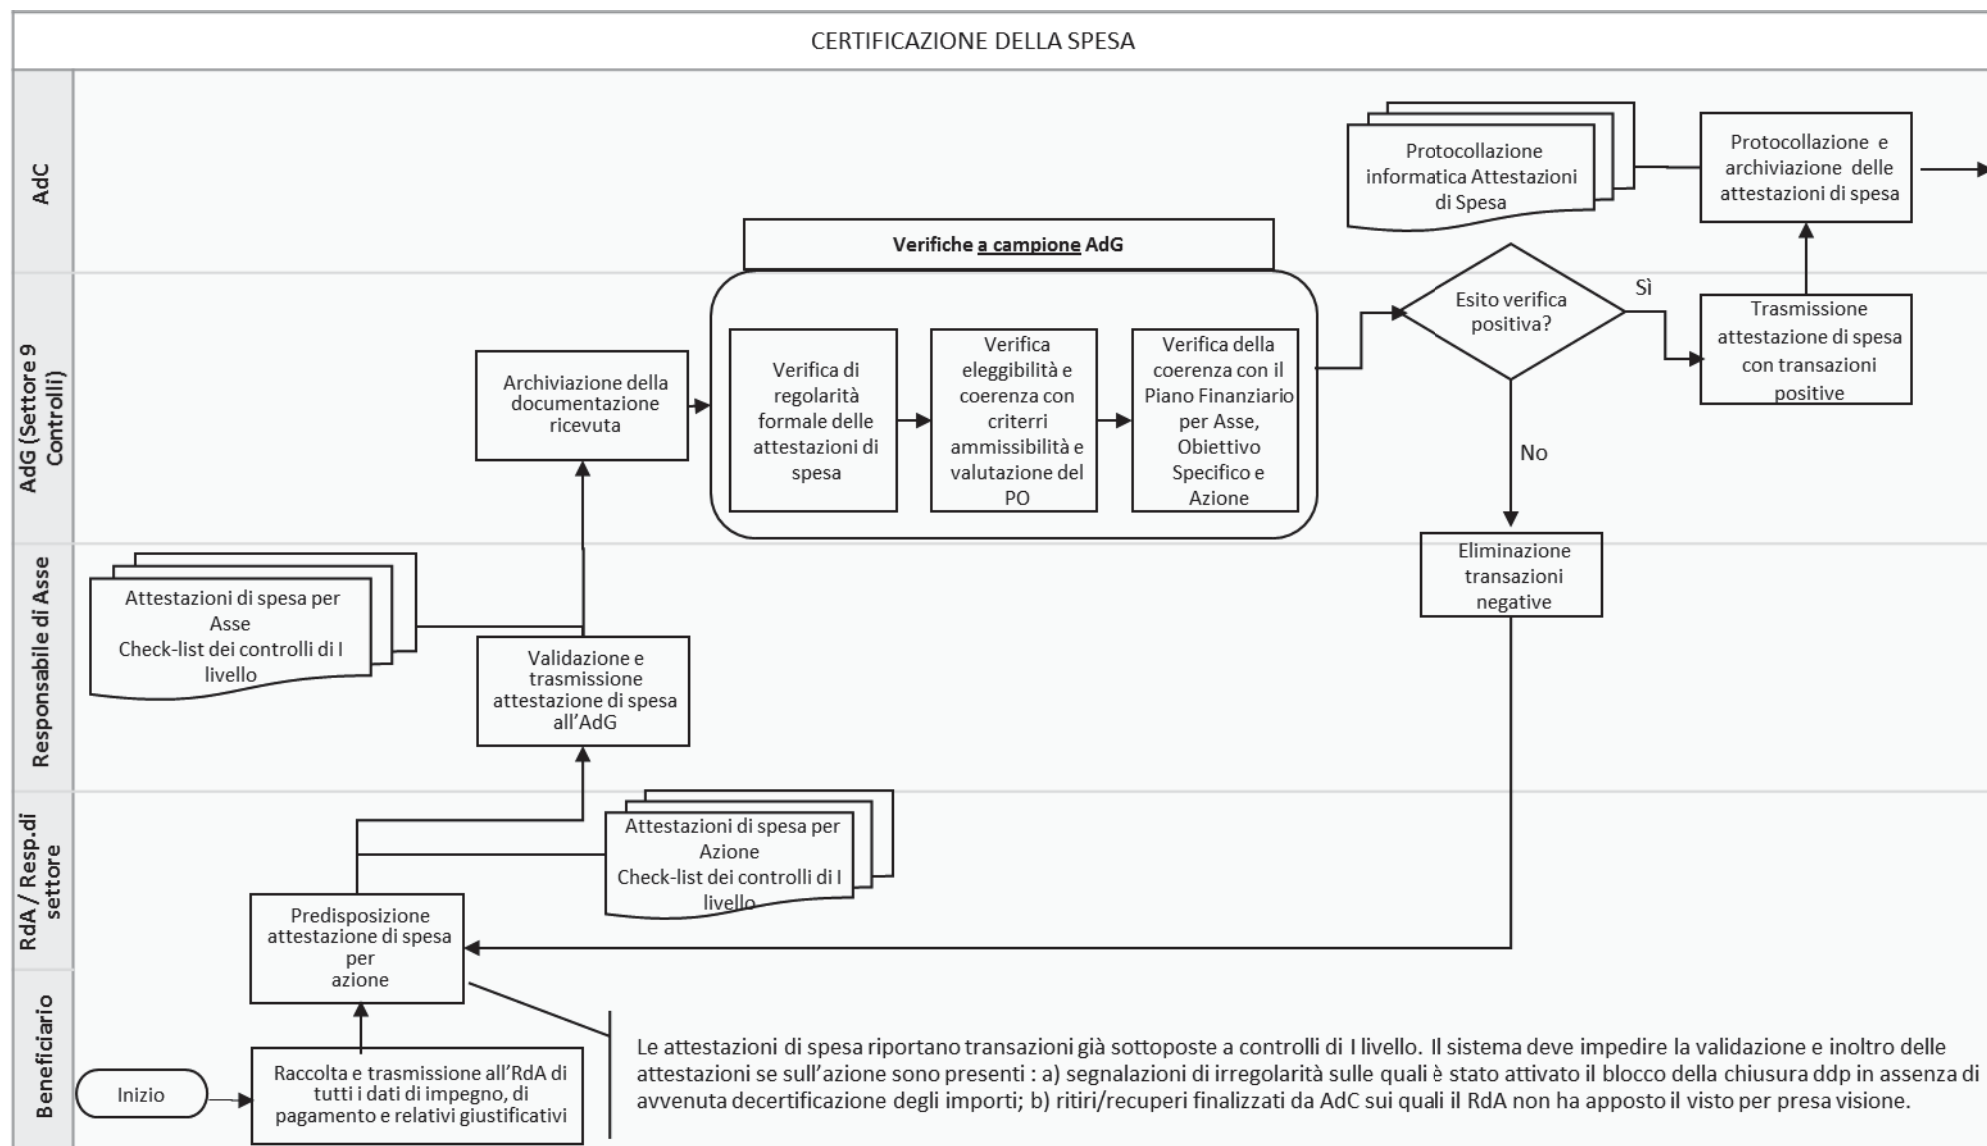 CERTIFICAZIONE DELLA SPESA
AdC
Protocollazione
informatica Attestazioni
di Spesa
Protocollazione e
archiviazione delle
attestazioni di spesa
Verifiche a campione AdG
AdG (Settore 9
Controlli)
Archiviazione della
documentazione
ricevuta
Verifica di
regolarità
formale delle
attestazioni di
spesa
Verifica
eleggibilità e
coerenza con
criterri
ammissibilità e
valutazione del
PO
Verifica della
coerenza con il
Piano Finanziario
per Asse,
Obiettivo
Specifico e
Azione
Esito verifica
positiva?
Sì
No
Trasmissione
attestazione di spesa
con transazioni
positive
Responsabile di Asse
Attestazioni di spesa per
Asse
Check-list dei controlli di I
livello
Validazione e
trasmissione
attestazione di spesa
all'AdG
Eliminazione
transazioni
negative
RdA / Resp.di
settore
Attestazioni di spesa per
Azione
Check-list dei controlli di I
livello
Predisposizione
attestazione di spesa
per
azione
Beneficiario
Inizio
Raccolta e trasmissione all'RdA di
tutti i dati di impegno, di
pagamento e relativi giustificativi
Le attestazioni di spesa riportano transazioni già sottoposte a controlli di I livello. Il sistema deve impedire la validazione e inoltro delle
attestazioni se sull'azione sono presenti : a) segnalazioni di irregolarità sulle quali è stato attivato il blocco della chiusura ddp in assenza di
avvenuta decertificazione degli importi; b) ritiri/recuperi finalizzati da AdC sui quali il RdA non ha apposto il visto per presa visione.